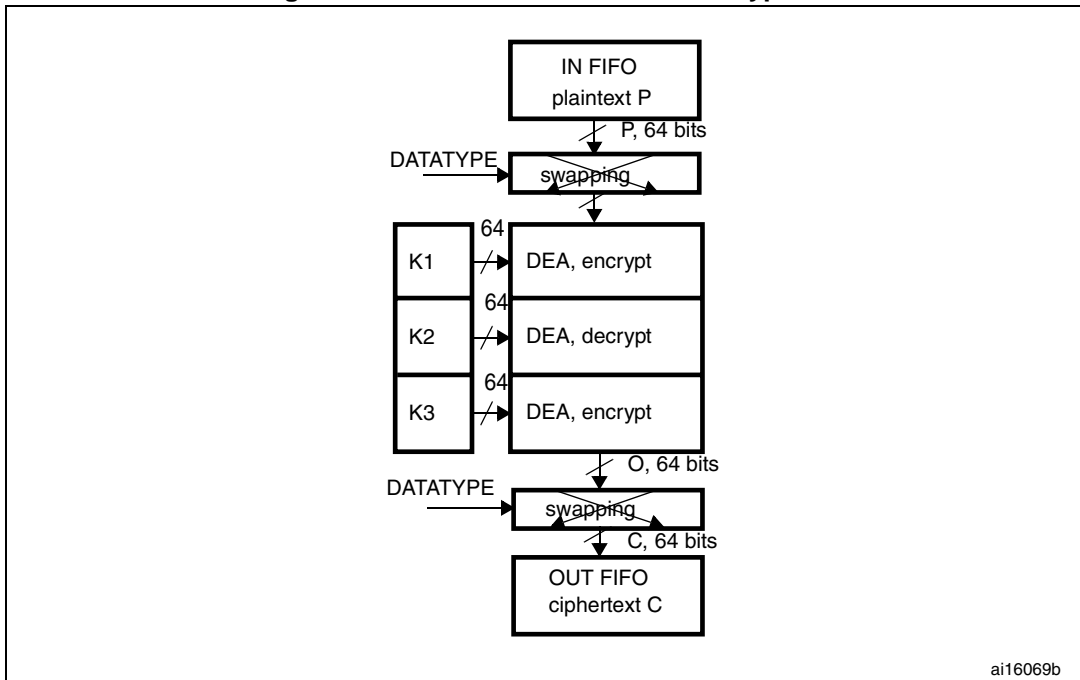 IN FIFO
plaintext P
P, 64 bits
DATATYPE
swapping
64
K1
DEA, encrypt
64
K2
DEA, decrypt
64
K3
DEA, encrypt
O, 64 bits
DATATYPE
swapping
C, 64 bits
OUT FIFO
ciphertext C
ai16069b